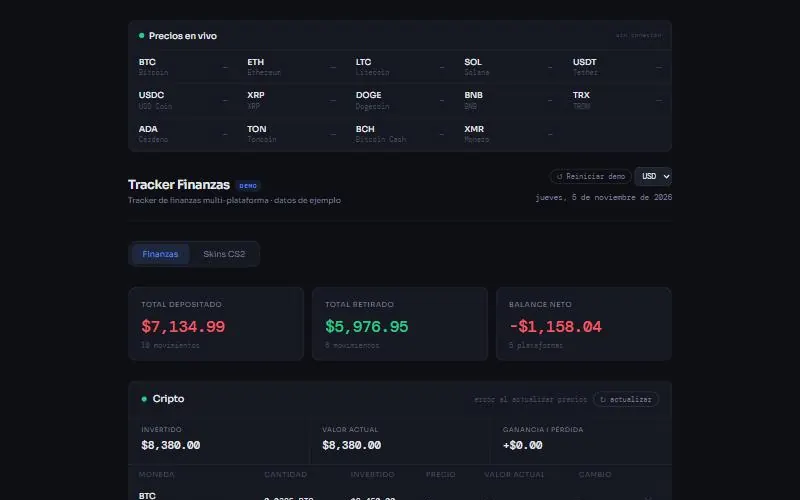 Precios en vivo
sin conexión
BTC — ETH — LTC — SOL — USDT —
Bitcoin Ethereum Litecoin Solana Tether
USDC — XRP — DOGE — BNB — TRX —
USD Coin XRP Dogecoin BNB TRON
ADA — TON — BCH — XMR —
Cardano Toncoin Bitcoin Cash Monero
Tracker Finanzas DEMO
↺ Reiniciar demo USD
Tracker de finanzas multi-plataforma · datos de ejemplo
jueves, 5 de noviembre de 2026
Finanzas Skins CS2
TOTAL DEPOSITADO
$7,134.99
10 movimientos
TOTAL RETIRADO
$5,976.95
8 movimientos
BALANCE NETO
-$1,158.04
5 plataformas
Cripto
error al actualizar precios ↻ actualizar
INVERTIDO
$8,380.00
VALOR ACTUAL
$8,380.00
GANANCIA / PÉRDIDA
+$0.00
MONEDA CANTIDAD INVERTIDO PRECIO VALOR ACTUAL CAMBIO
BTC